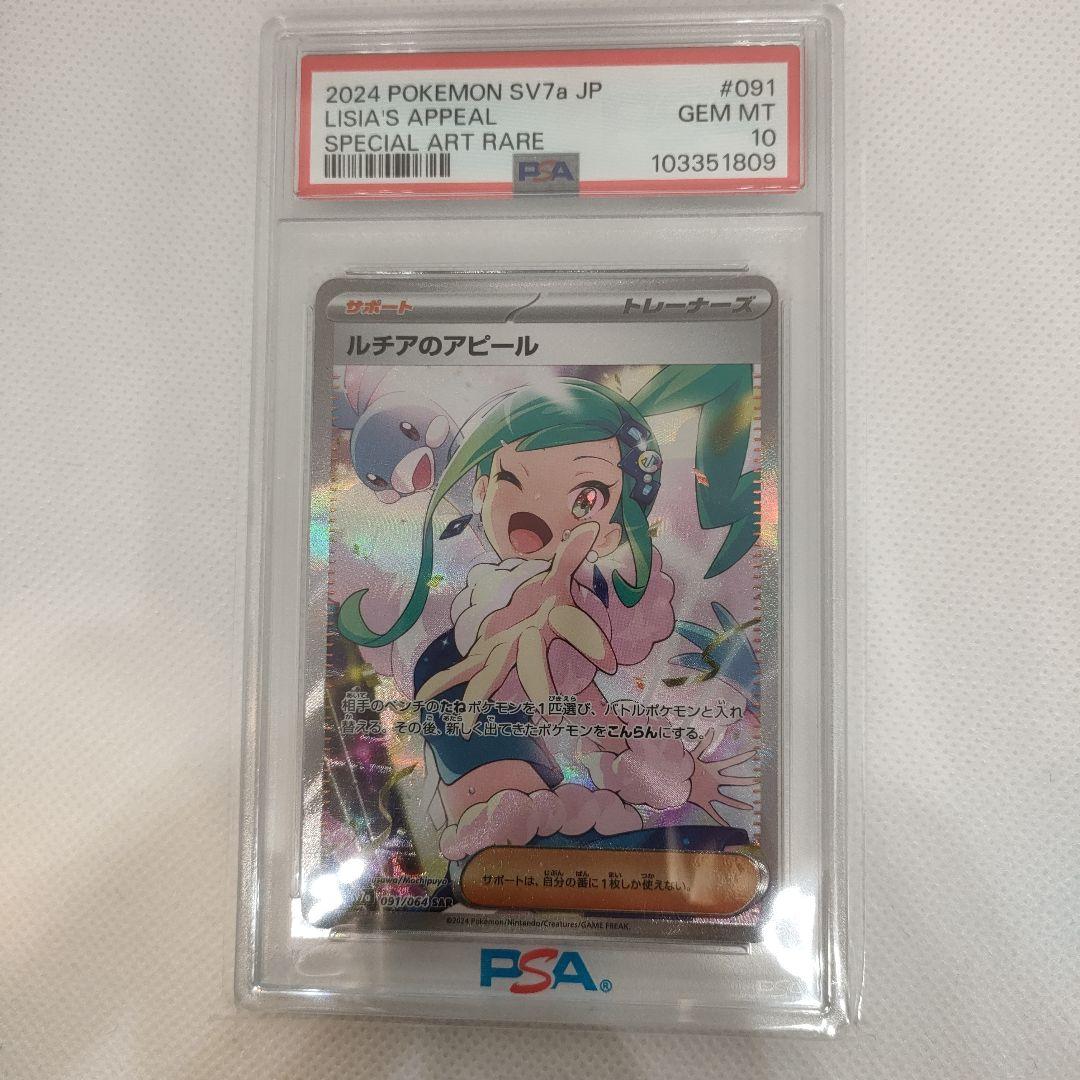 2024 POKEMON SV7a JP #091
LISIA'S APPEAL GEM MT
SPECIAL ART RARE 10
PSA 103351809
サポート トレーナーズ
ルチアのアピール
相手のベンチのたねポケモンを1匹選び、バトルポケモンと入れ
替える。その後、新しく出てきたポケモンをこんらんにする。
サポートは、自分の番に1枚しか使えない。
091/064 SAR
©2024 Pokémon/Nintendo/Creatures/GAME FREAK.
PSA®